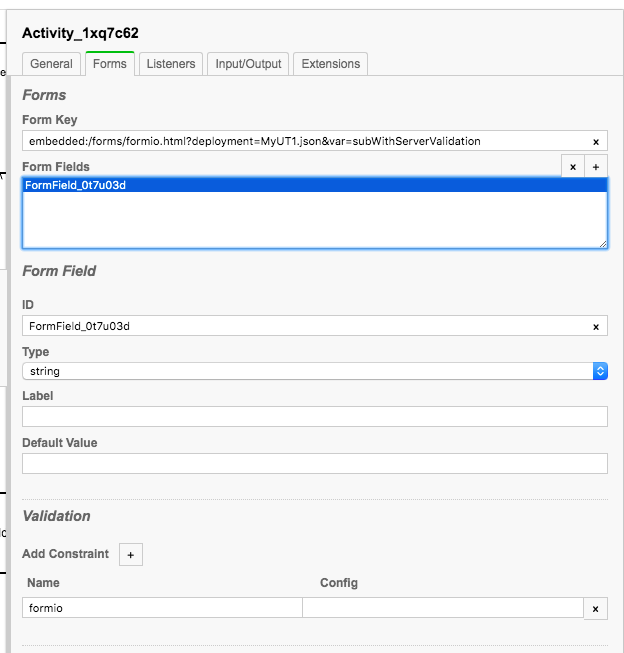 Activity_1xq7c62
General Forms Listeners Input/Output Extensions
Forms
Form Key
embedded:/forms/formio.html?deployment=MyUT1.json&var=subWithServerValidation x
Form Fields x +
FormField_0t7u03d
Form Field
ID
FormField_0t7u03d x
Type
string
Label
Default Value
Validation
Add Constraint +
Name Config
formio x